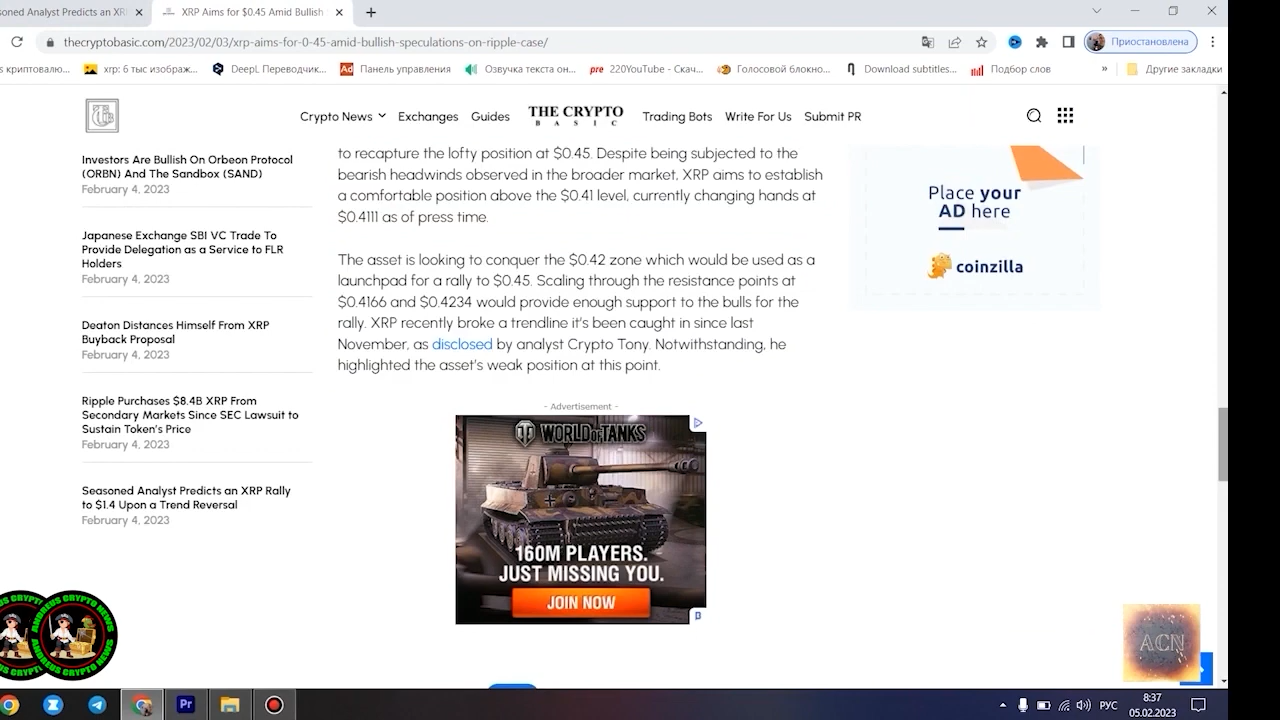 soned Analyst Predicts an XR
XRP Aims for $0.45 Amid Bullish
thecryptobasic.com/2023/02/03/xrp-aims-for-0-45-amid-bullish-speculations-on-ripple-case/
Приостановлена
s криптовалю...
xrp: 6 тыс изображ...
DeepL Переводчик...
Ad Панель управления
Озвучка текста он...
pre 220YouTube - Скач...
Голосовой блокно...
Download subtitles...
Подбор слов
»
Другие закладки
Crypto News
Exchanges
Guides
THE CRYPTO
BASIC
Trading Bots
Write For Us
Submit PR
Investors Are Bullish On Orbeon Protocol
(ORBN) And The Sandbox (SAND)
February 4, 2023
Japanese Exchange SBI VC Trade To
Provide Delegation as a Service to FLR
Holders
February 4, 2023
Deaton Distances Himself From XRP
Buyback Proposal
February 4, 2023
Ripple Purchases $8.4B XRP From
Secondary Markets Since SEC Lawsuit to
Sustain Token's Price
February 4, 2023
Seasoned Analyst Predicts an XRP Rally
to $1.4 Upon a Trend Reversal
February 4, 2023
to recapture the lofty position at $0.45. Despite being subjected to the
bearish headwinds observed in the broader market, XRP aims to establish
a comfortable position above the $0.41 level, currently changing hands at
$0.4111 as of press time.
The asset is looking to conquer the $0.42 zone which would be used as a
launchpad for a rally to $0.45. Scaling through the resistance points at
$0.4166 and $0.4234 would provide enough support to the bulls for the
rally. XRP recently broke a trendline it's been caught in since last
November, as disclosed by analyst Crypto Tony. Notwithstanding, he
highlighted the asset's weak position at this point.
- Advertisement -
WORLD OF TANKS
160M PLAYERS.
JUST MISSING YOU.
JOIN NOW
Place your
AD here
coinzilla
ANDREUS CRYPTO NEWS
ANDREUS CRYPTO NEWS
ACN
Pr
РУС
8:37
05.02.2023